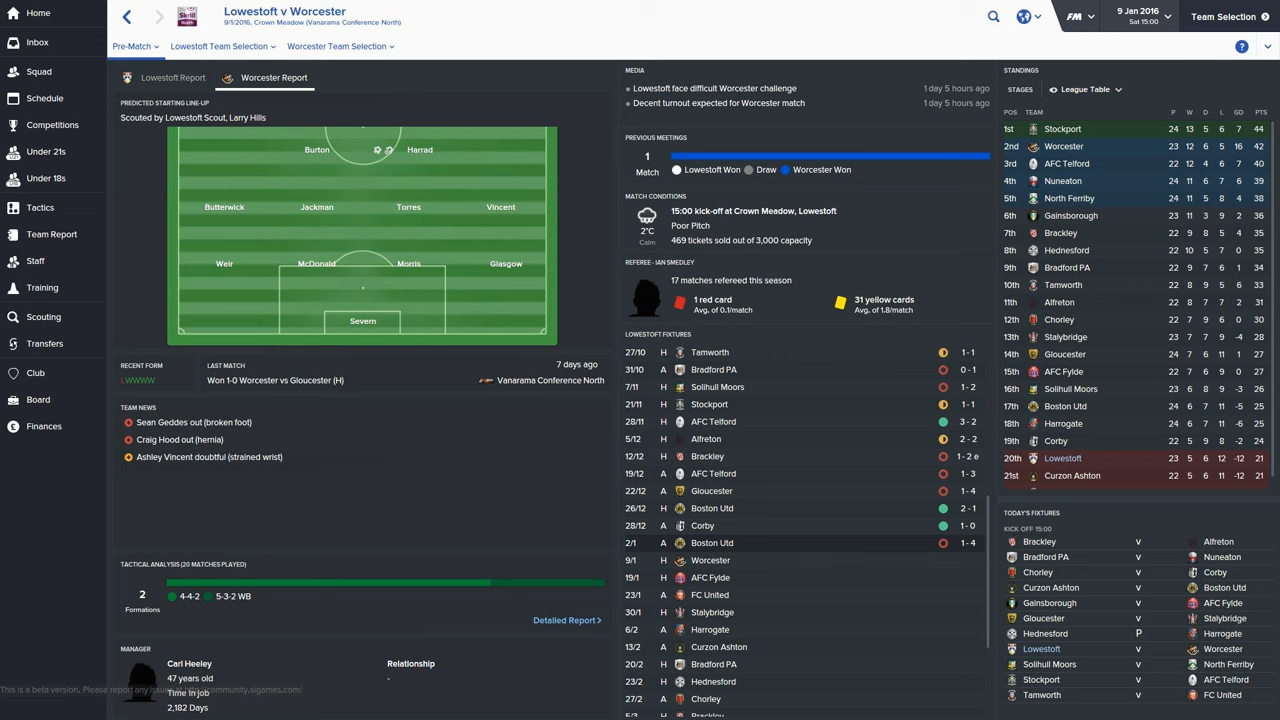 Home
Inbox
Squad
Schedule
Competitions
Under 21s
Under 18s
Tactics
Team Report
Staff
Training
Scouting
Transfers
Club
Board
Finances
Lowestoft v Worcester
9/1/2016, Crown Meadow (Vanarama Conference North)
FM
9 Jan 2016
Sat 15:00
Team Selection
Pre-Match
Lowestoft Team Selection
Worcester Team Selection
?
Lowestoft Report
Worcester Report
PREDICTED STARTING LINE-UP
Scouted by Lowestoft Scout, Larry Hills
Burton Harrad
Butterwick Jackman Torres Vincent
Weir McDonald Morris Glasgow
Severn
RECENT FORM
LWWWW
LAST MATCH 7 days ago
Won 1-0 Worcester vs Gloucester (H) Vanarama Conference North
TEAM NEWS
Sean Geddes out (broken foot)
Craig Hood out (hernia)
Ashley Vincent doubtful (strained wrist)
TACTICAL ANALYSIS (20 MATCHES PLAYED)
2
Formations
4-4-2 5-3-2 WB
Detailed Report
MANAGER
Carl Heeley
47 years old
Time in job
2,182 Days
Relationship
-
MEDIA
Lowestoft face difficult Worcester challenge 1 day 5 hours ago
Decent turnout expected for Worcester match 1 day 5 hours ago
PREVIOUS MEETINGS
1
Match
Lowestoft Won Draw Worcester Won
MATCH CONDITIONS
2°C
Calm
15:00 kick-off at Crown Meadow, Lowestoft
Poor Pitch
469 tickets sold out of 3,000 capacity
REFEREE - IAN SMEDLEY
17 matches refereed this season
1 red card
Avg. of 0.1/match
31 yellow cards
Avg. of 1.8/match
LOWESTOFT FIXTURES
27/10 H Tamworth 1 - 1
31/10 A Bradford PA 0 - 1
7/11 H Solihull Moors 1 - 2
21/11 H Stockport 1 - 1
28/11 H AFC Telford 3 - 2
5/12 H Alfreton 2 - 2
12/12 H Brackley 1 - 2 e
19/12 A AFC Telford 1 - 3
22/12 A Gloucester 1 - 4
26/12 H Boston Utd 2 - 1
28/12 A Corby 1 - 0
2/1 A Boston Utd 1 - 4
9/1 H Worcester
19/1 H AFC Fylde
23/1 A FC United
30/1 H Stalybridge
6/2 A Harrogate
13/2 A Curzon Ashton
20/2 H Bradford PA
23/2 H Hednesford
27/2 A Chorley
5/3 H Brackley
STANDINGS
STAGES League Table
POS TEAM P W D L GD PTS
1st Stockport 24 13 5 6 7 44
2nd Worcester 23 12 6 5 16 42
3rd AFC Telford 22 12 4 6 7 40
4th Nuneaton 24 11 6 7 6 39
5th North Ferriby 24 11 5 8 4 38
6th Gainsborough 23 11 3 9 2 36
7th Brackley 22 9 8 5 4 35
8th Hednesford 22 10 5 7 0 35
9th Bradford PA 22 9 7 6 1 34
10th Tamworth 22 8 9 5 6 33
11th Alfreton 22 8 7 7 2 31
12th Chorley 22 7 9 6 0 30
13th Stalybridge 23 7 7 9 -4 28
14th Gloucester 24 7 6 11 1 27
15th AFC Fylde 22 7 6 9 0 27
16th Solihull Moors 23 6 8 9 -3 26
17th Boston Utd 24 6 7 11 -5 25
18th Harrogate 24 6 7 11 -9 25
19th Corby 22 5 9 8 -2 24
20th Lowestoft 23 5 6 12 -12 21
21st Curzon Ashton 22 5 6 11 -12 21
TODAY'S FIXTURES
KICK OFF 15:00
Brackley v Alfreton
Bradford PA v Nuneaton
Chorley v Corby
Curzon Ashton v Boston Utd
Gainsborough v AFC Fylde
Gloucester v Stalybridge
Hednesford P Harrogate
Lowestoft v Worcester
Solihull Moors v North Ferriby
Stockport v AFC Telford
Tamworth v FC United